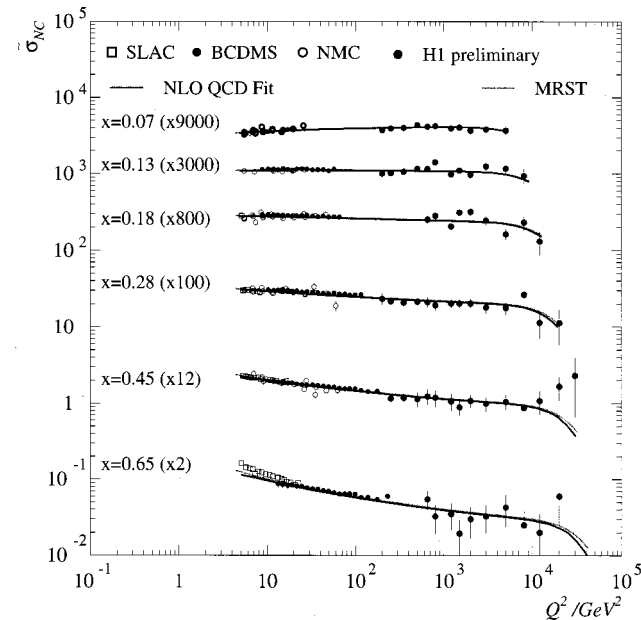 σ̃_NC
10^5
□ SLAC ● BCDMS ○ NMC ● H1 preliminary
NLO QCD Fit MRST
10^4
x=0.07 (x9000)
x=0.13 (x3000)
10^3
x=0.18 (x800)
10^2
x=0.28 (x100)
10
x=0.45 (x12)
1
x=0.65 (x2)
10^-1
10^-2
10^-1 1 10 10^2 10^3 10^4 10^5
Q^2 /GeV^2